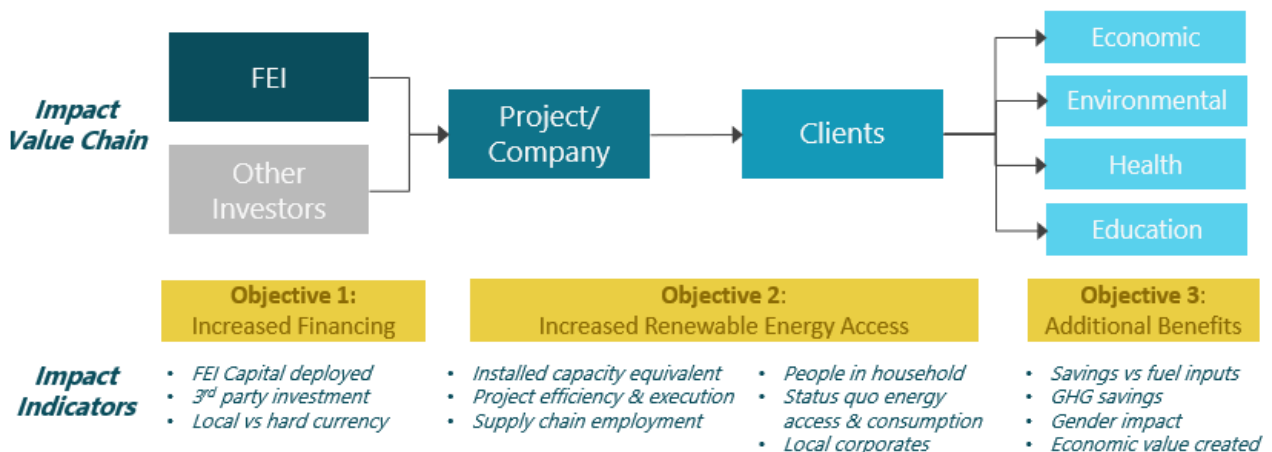 Impact
Value Chain
FEI
Other
Investors
Project/
Company
Clients
Economic
Environmental
Health
Education
Objective 1:
Increased Financing
Objective 2:
Increased Renewable Energy Access
Objective 3:
Additional Benefits
Impact
Indicators
• FEI Capital deployed
• 3rd party investment
• Local vs hard currency
• Installed capacity equivalent
• Project efficiency & execution
• Supply chain employment
• People in household
• Status quo energy
access & consumption
• Local corporates
• Savings vs fuel inputs
• GHG savings
• Gender impact
• Economic value created